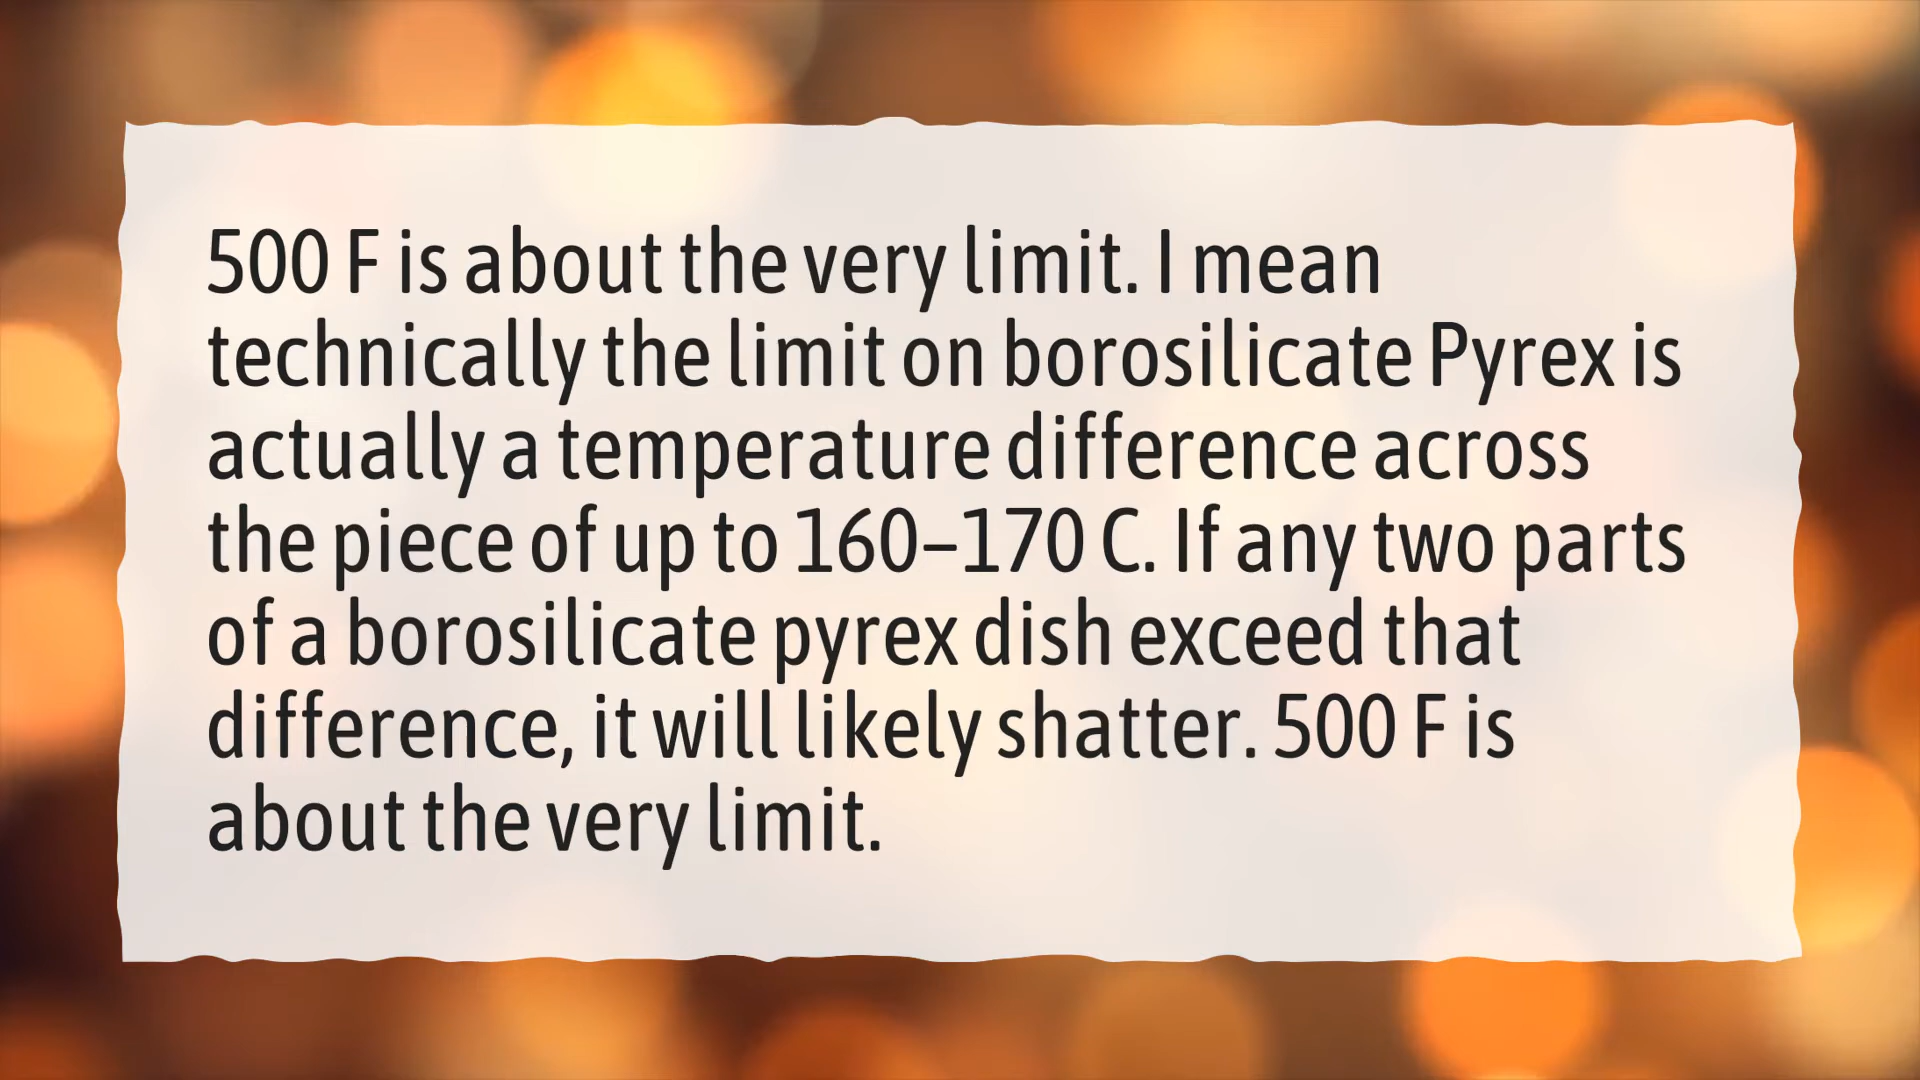 500 F is about the very limit. I mean
technically the limit on borosilicate Pyrex is
actually a temperature difference across
the piece of up to 160–170 C. If any two parts
of a borosilicate pyrex dish exceed that
difference, it will likely shatter. 500 F is
about the very limit.